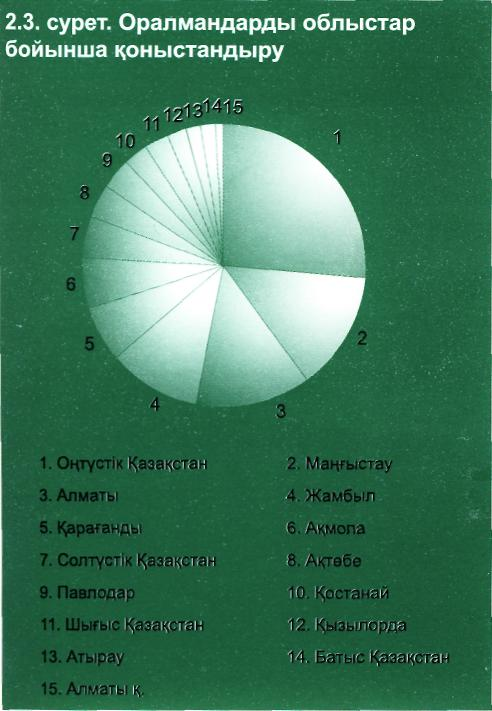 2.3. сурет. Оралмандарды облыстар
бойынша қоныстандыру
1
2
3
4
5
6
7
8
9
10
11
12
13
14
15
1. Оңтүстік Қазақстан
2. Маңғыстау
3. Алматы
4. Жамбыл
5. Қарағанды
6. Ақмола
7. Солтүстік Қазақстан
8. Ақтөбе
9. Павлодар
10. Қостанай
11. Шығыс Қазақстан
12. Қызылорда
13. Атырау
14. Батыс Қазақстан
15. Алматы қ.